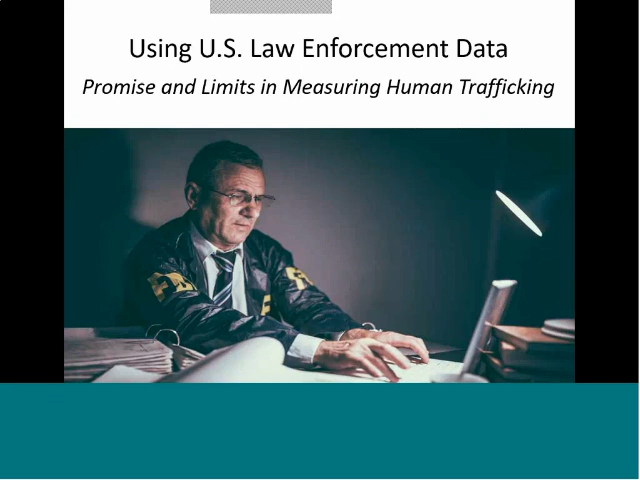 Using U.S. Law Enforcement Data
Promise and Limits in Measuring Human Trafficking